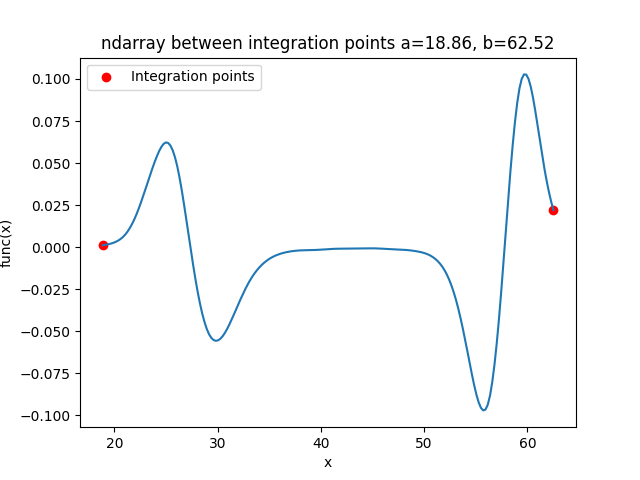 ndarray between integration points a=18.86, b=62.52
Integration points
0.100
0.075
0.050
0.025
0.000
−0.025
−0.050
−0.075
−0.100
func(x)
20 30 40 50 60
x